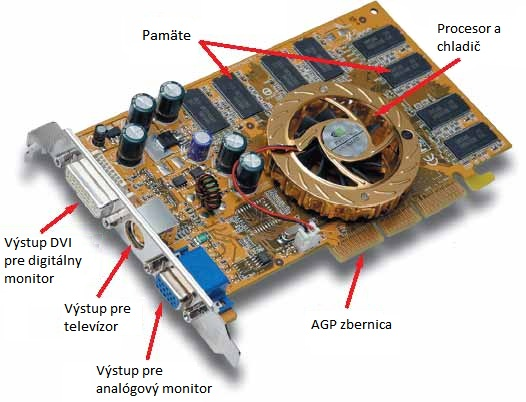 Pamäte
Procesor a
chladič
Výstup DVI
pre digitálny
monitor
Výstup pre
televízor
AGP zbernica
Výstup pre
analógový monitor